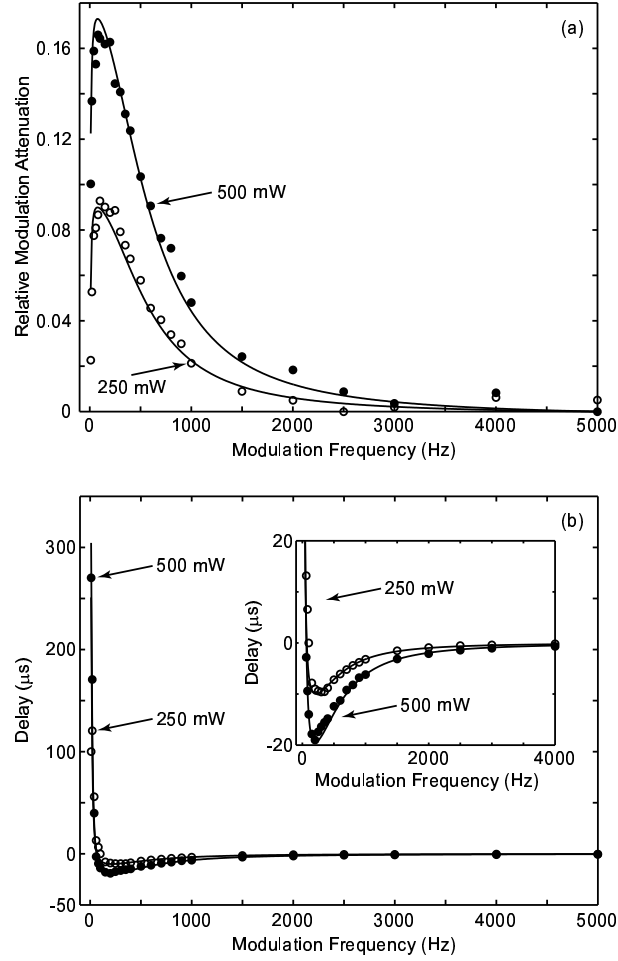 (a)
0.16
0.12
0.08
0.04
0
Relative Modulation Attenuation
500 mW
250 mW
0 1000 2000 3000 4000 5000
Modulation Frequency (Hz)
(b)
300
200
100
0
-50
Delay (μs)
500 mW
250 mW
20
0
-20
Delay (μs)
250 mW
500 mW
0 2000 4000
Modulation Frequency (Hz)
0 1000 2000 3000 4000 5000
Modulation Frequency (Hz)